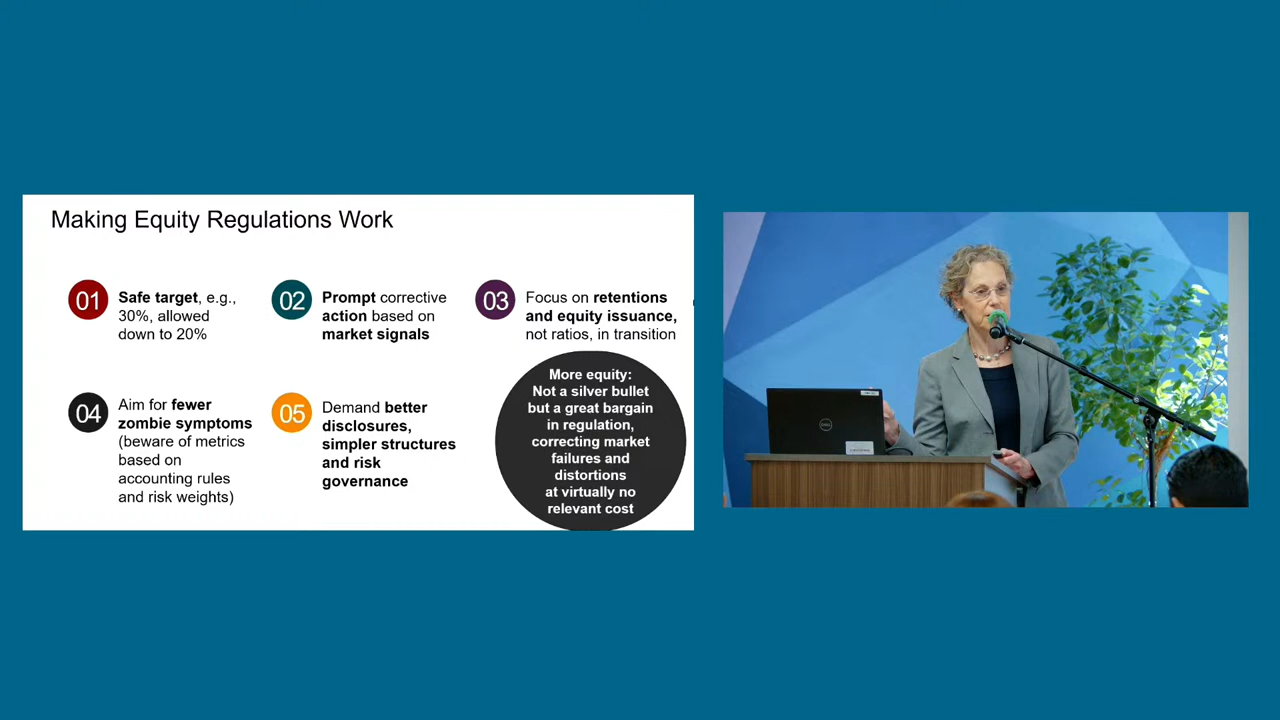 Making Equity Regulations Work
01
Safe target, e.g.,
30%, allowed
down to 20%
02
Prompt corrective
action based on
market signals
03
Focus on retentions
and equity issuance,
not ratios, in transition
04
Aim for fewer
zombie symptoms
(beware of metrics
based on
accounting rules
and risk weights)
05
Demand better
disclosures,
simpler structures
and risk
governance
More equity:
Not a silver bullet
but a great bargain
in regulation,
correcting market
failures and
distortions
at virtually no
relevant cost
DELL